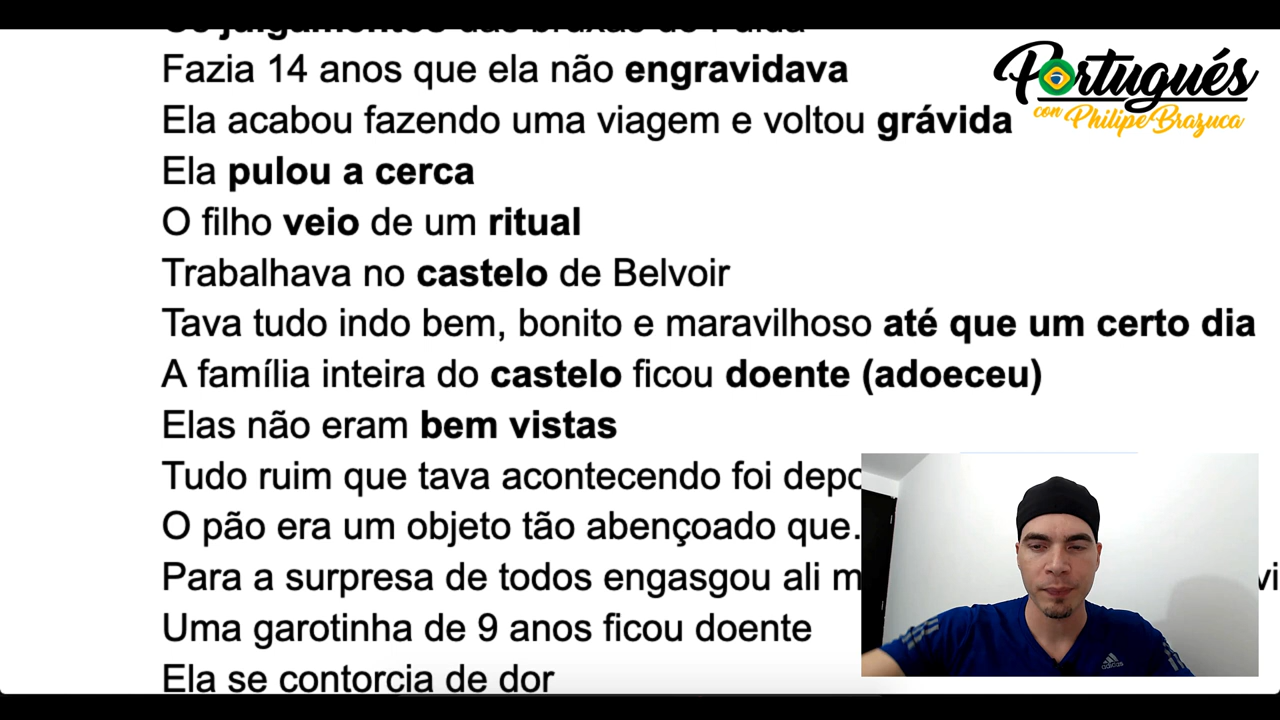 Fazia 14 anos que ela não engravidava
Ela acabou fazendo uma viagem e voltou grávida
Ela pulou a cerca
O filho veio de um ritual
Trabalhava no castelo de Belvoir
Tava tudo indo bem, bonito e maravilhoso até que um certo dia
A família inteira do castelo ficou doente (adoeceu)
Elas não eram bem vistas
Tudo ruim que tava acontecendo foi
O pão era um objeto tão abençoado que.
Para a surpresa de todos engasgou ali
Uma garotinha de 9 anos ficou doente
Ela se contorcia de dor
Portugués
con Philipe Brazuca
adidas